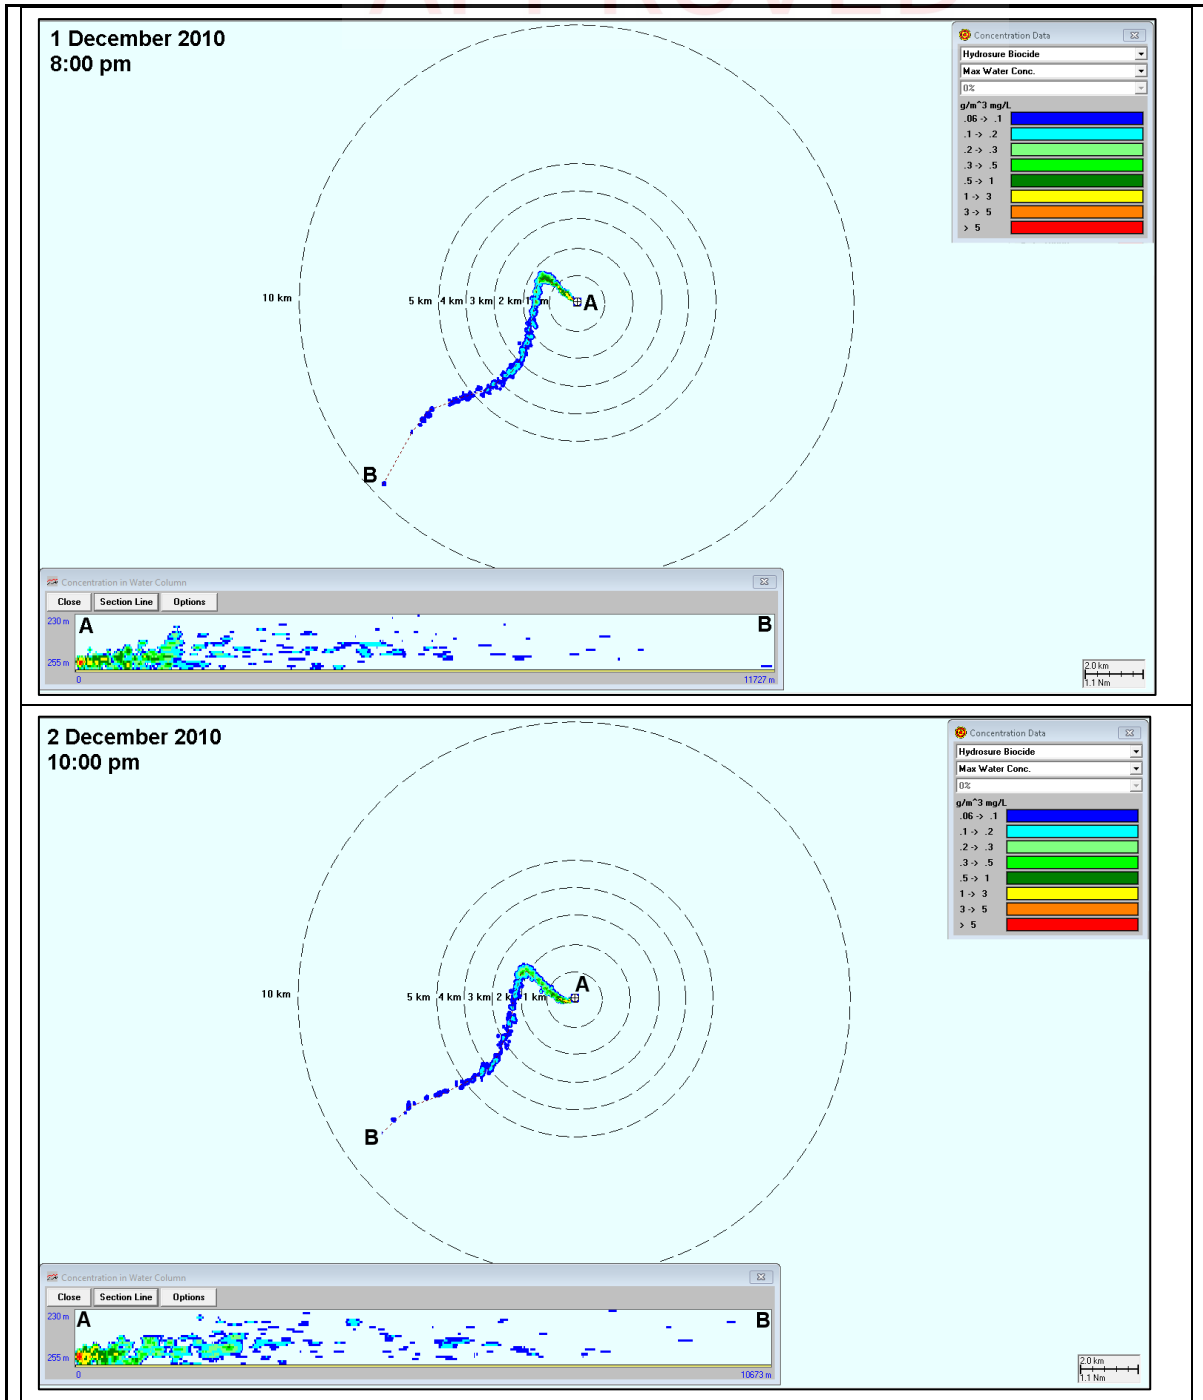 APPROVED
1 December 2010
8:00 pm
Concentration Data
Hydrosure Biocide
Max Water Conc.
0%
g/m^3 mg/L
.06 -> .1
.1 -> .2
.2 -> .3
.3 -> .5
.5 -> 1
1 -> 3
3 -> 5
> 5
10 km
5 km
4 km
3 km
2 km
A
B
Concentration in Water Column
Close
Section Line
Options
230 m
A
B
255 m
0
11727 m
2.0 km
1.1 Nm
2 December 2010
10:00 pm
Concentration Data
Hydrosure Biocide
Max Water Conc.
0%
g/m^3 mg/L
.06 -> .1
.1 -> .2
.2 -> .3
.3 -> .5
.5 -> 1
1 -> 3
3 -> 5
> 5
A
10 km
5 km
4 km
3 km
1 km
B
Concentration in Water Column
Close
Section Line
Options
230 m
A
B
255 m
0
10673 m
2.0 km
1.1 Nm